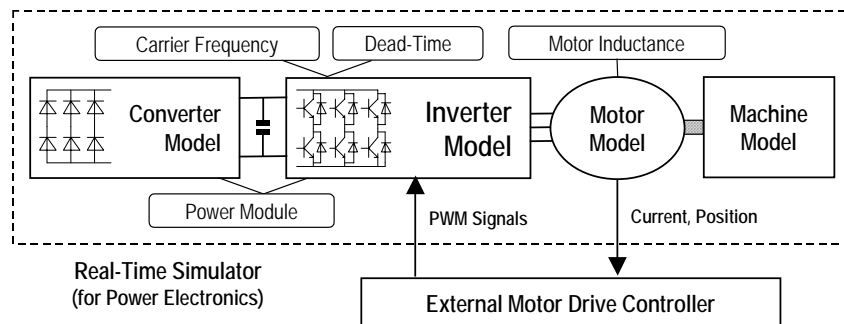 Carrier Frequency
Dead-Time
Motor Inductance
Converter
Model
Inverter
Model
Motor
Model
Machine
Model
Power Module
PWM Signals
Current, Position
Real-Time Simulator
(for Power Electronics)
External Motor Drive Controller